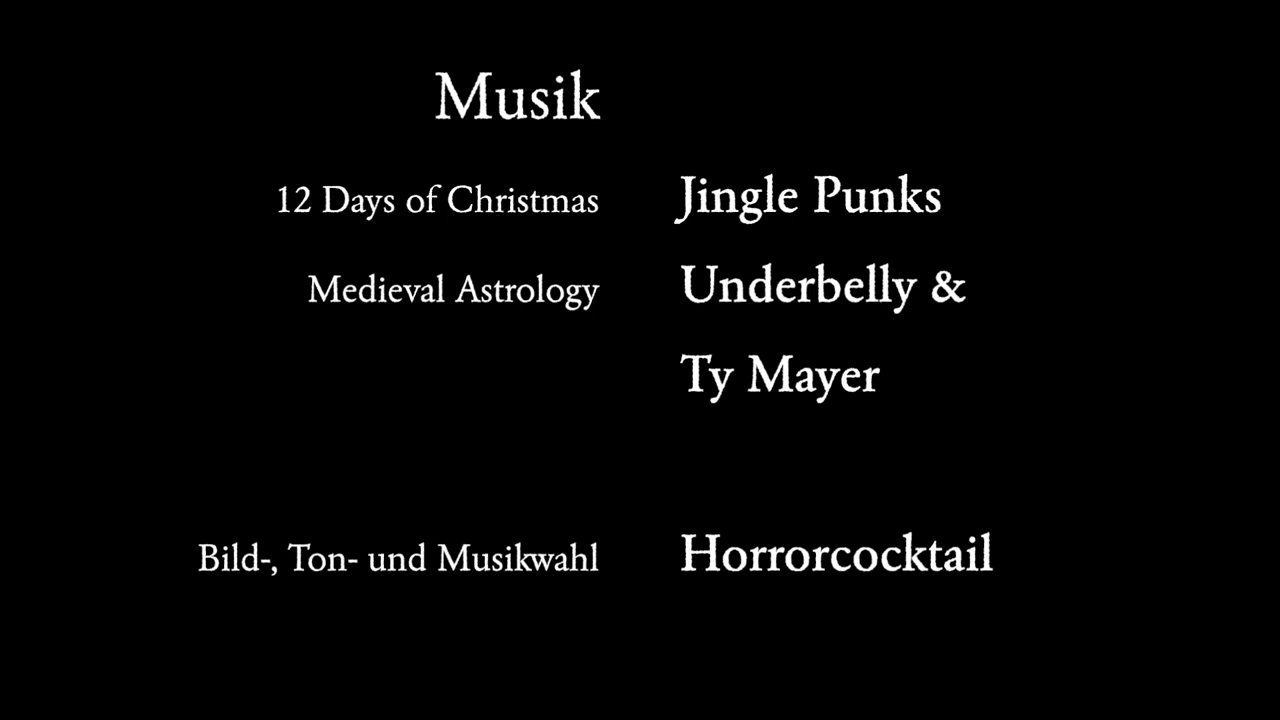 Musik
12 Days of Christmas Jingle Punks
Medieval Astrology Underbelly &
Ty Mayer
Bild-, Ton- und Musikwahl Horrorcocktail